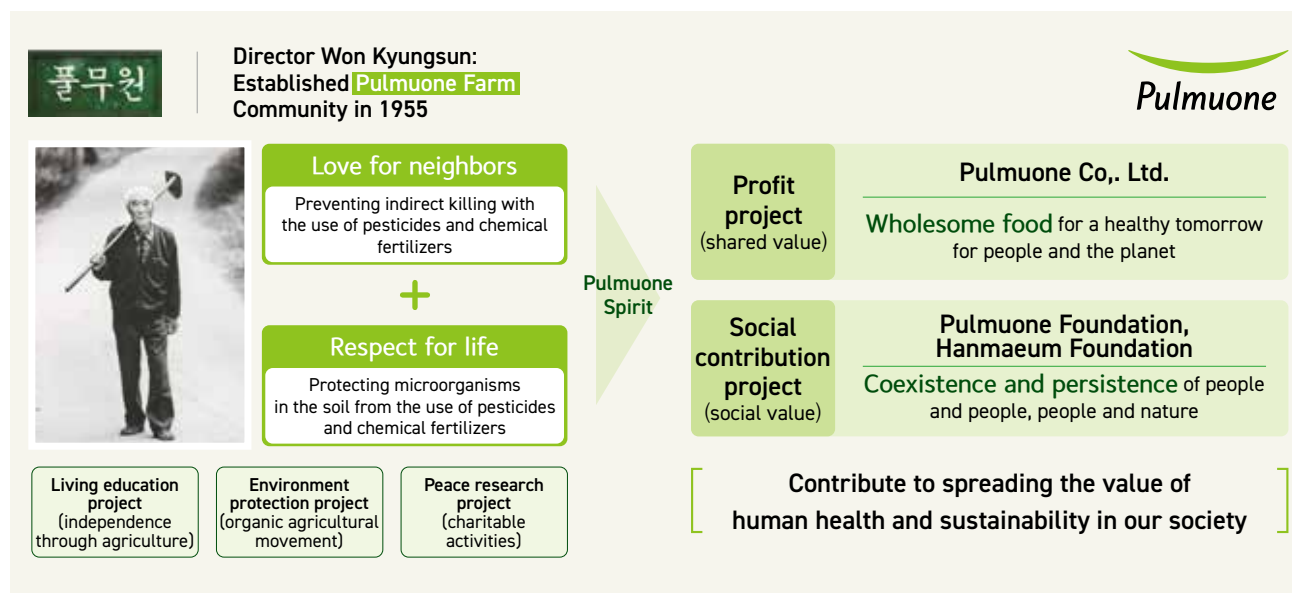 풀무원
Director Won Kyungsun:
Established Pulmuone Farm
Community in 1955
Pulmuone
Love for neighbors
Preventing indirect killing with
the use of pesticides and chemical
fertilizers
+
Respect for life
Protecting microorganisms
in the soil from the use of pesticides
and chemical fertilizers
Living education
project
(independence
through agriculture)
Environment
protection project
(organic agricultural
movement)
Peace research
project
(charitable
activities)
Pulmuone
Spirit
Profit
project
(shared value)
Pulmuone Co,. Ltd.
Wholesome food for a healthy tomorrow
for people and the planet
Social
contribution
project
(social value)
Pulmuone Foundation,
Hanmaeum Foundation
Coexistence and persistence of people
and people, people and nature
Contribute to spreading the value of
human health and sustainability in our society